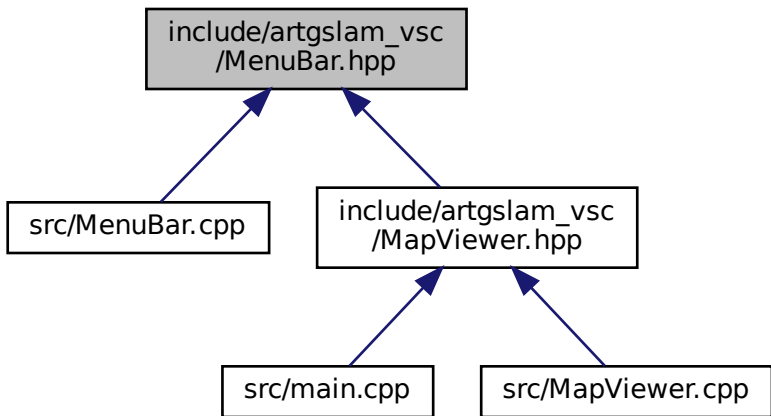 include/artgslam_vsc
/MenuBar.hpp
src/MenuBar.cpp
include/artgslam_vsc
/MapViewer.hpp
src/main.cpp
src/MapViewer.cpp